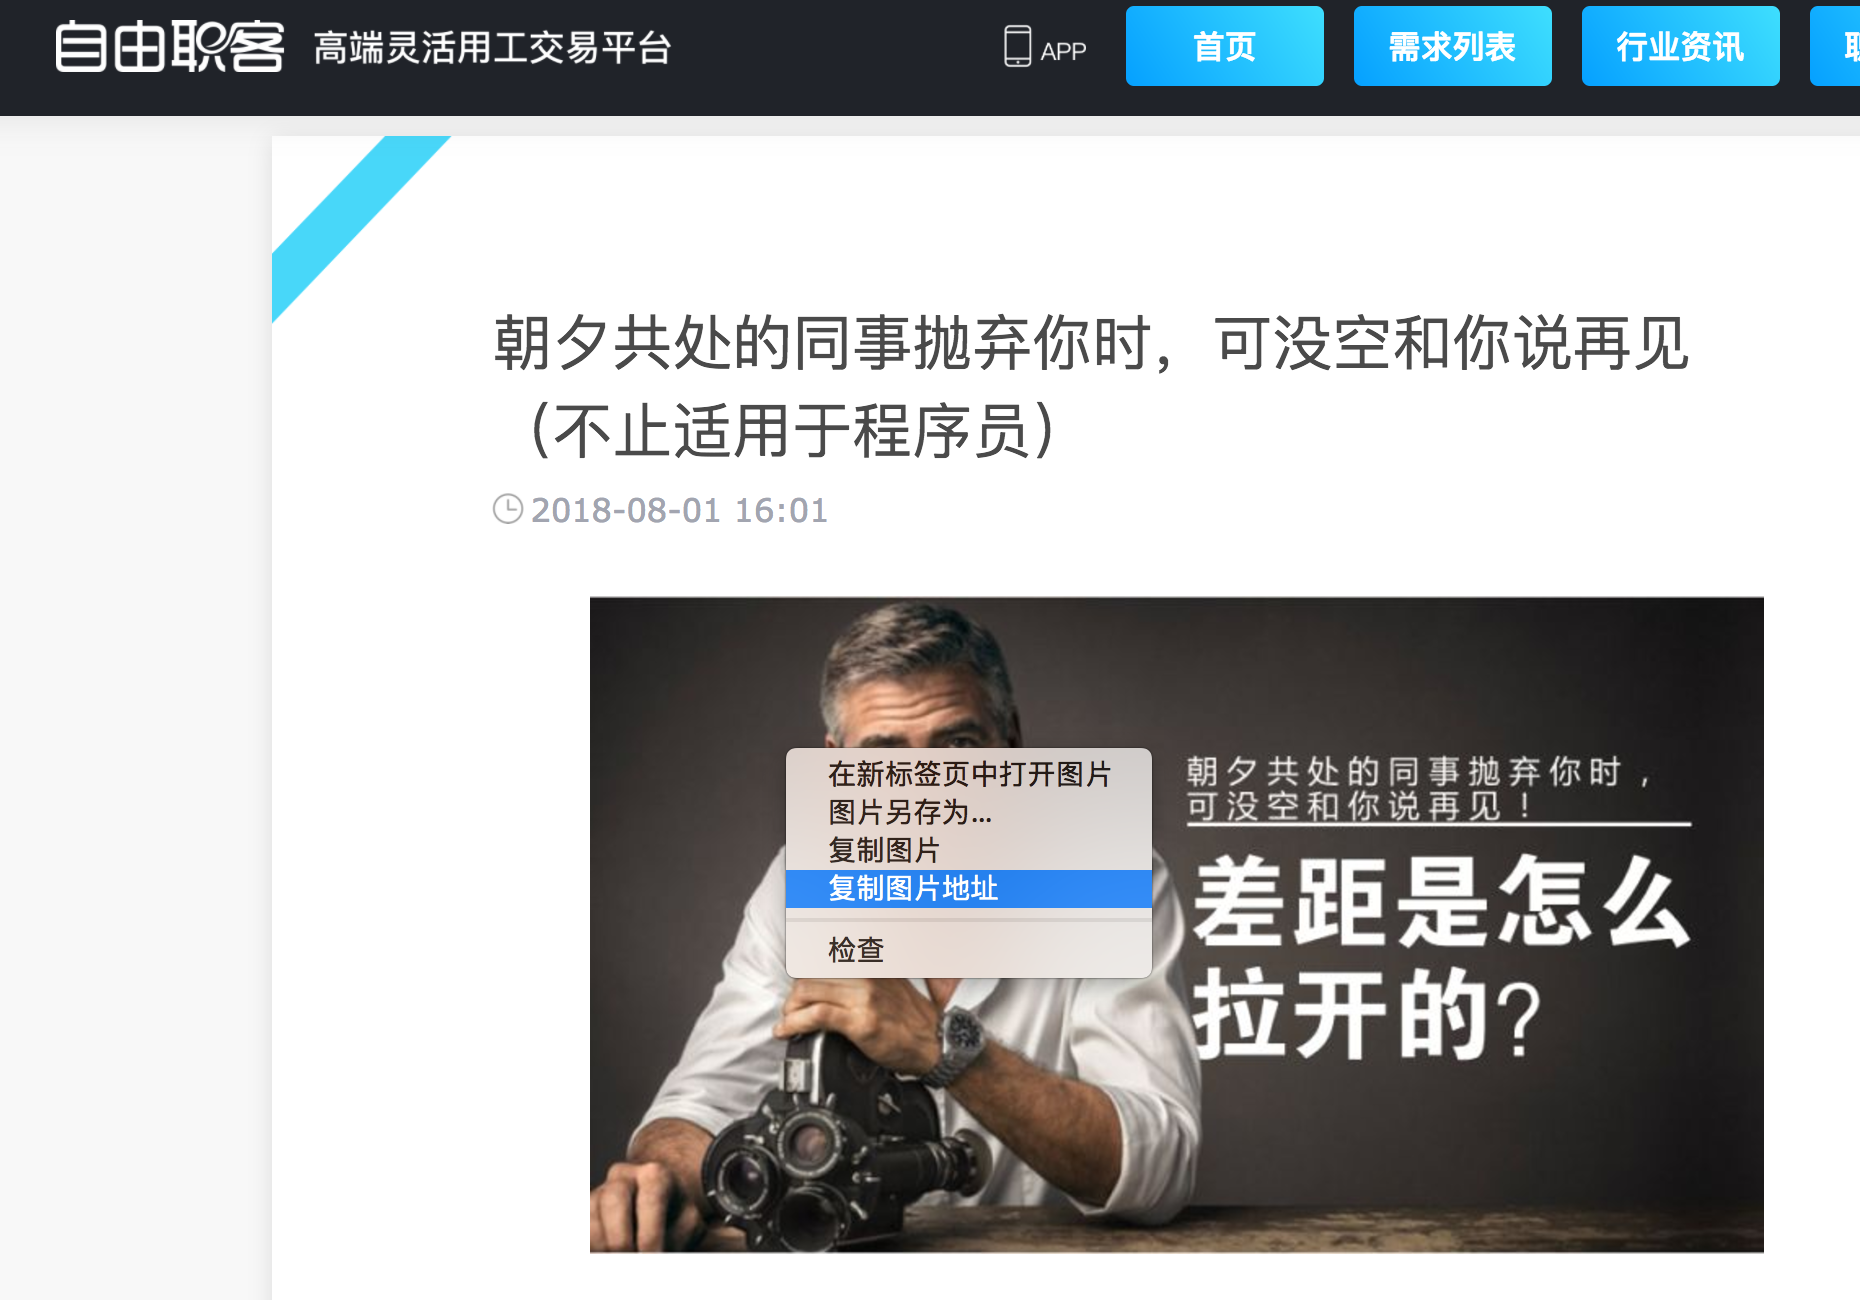 自由职客 高端灵活用工交易平台
APP 首页 需求列表 行业资讯
朝夕共处的同事抛弃你时，可没空和你说再见
（不止适用于程序员）
2018-08-01 16:01
在新标签页中打开图片
图片另存为...
复制图片
复制图片地址
检查
朝夕共处的同事抛弃你时，
可没空和你说再见！
差距是怎么
拉开的?